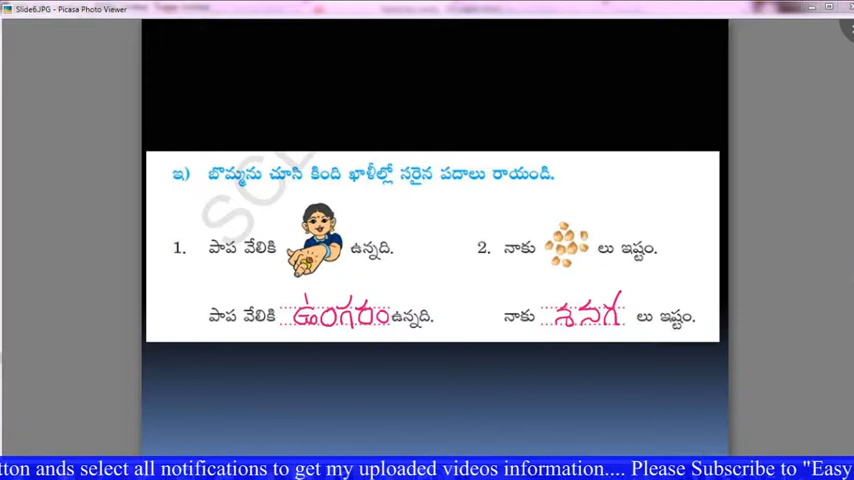 Slide6.JPG - Picasa Photo Viewer
ఇ) బొమ్మను చూసి కింది ఖాళీల్లో సరైన పదాలు రాయండి.
1. పాప వేలికి ఉన్నది.
2. నాకు లు ఇష్టం.
పాప వేలికి ఉంగరం ఉన్నది.
నాకు శనగ లు ఇష్టం.
tton ands select all notifications to get my uploaded videos information.... Please Subscribe to "Easy